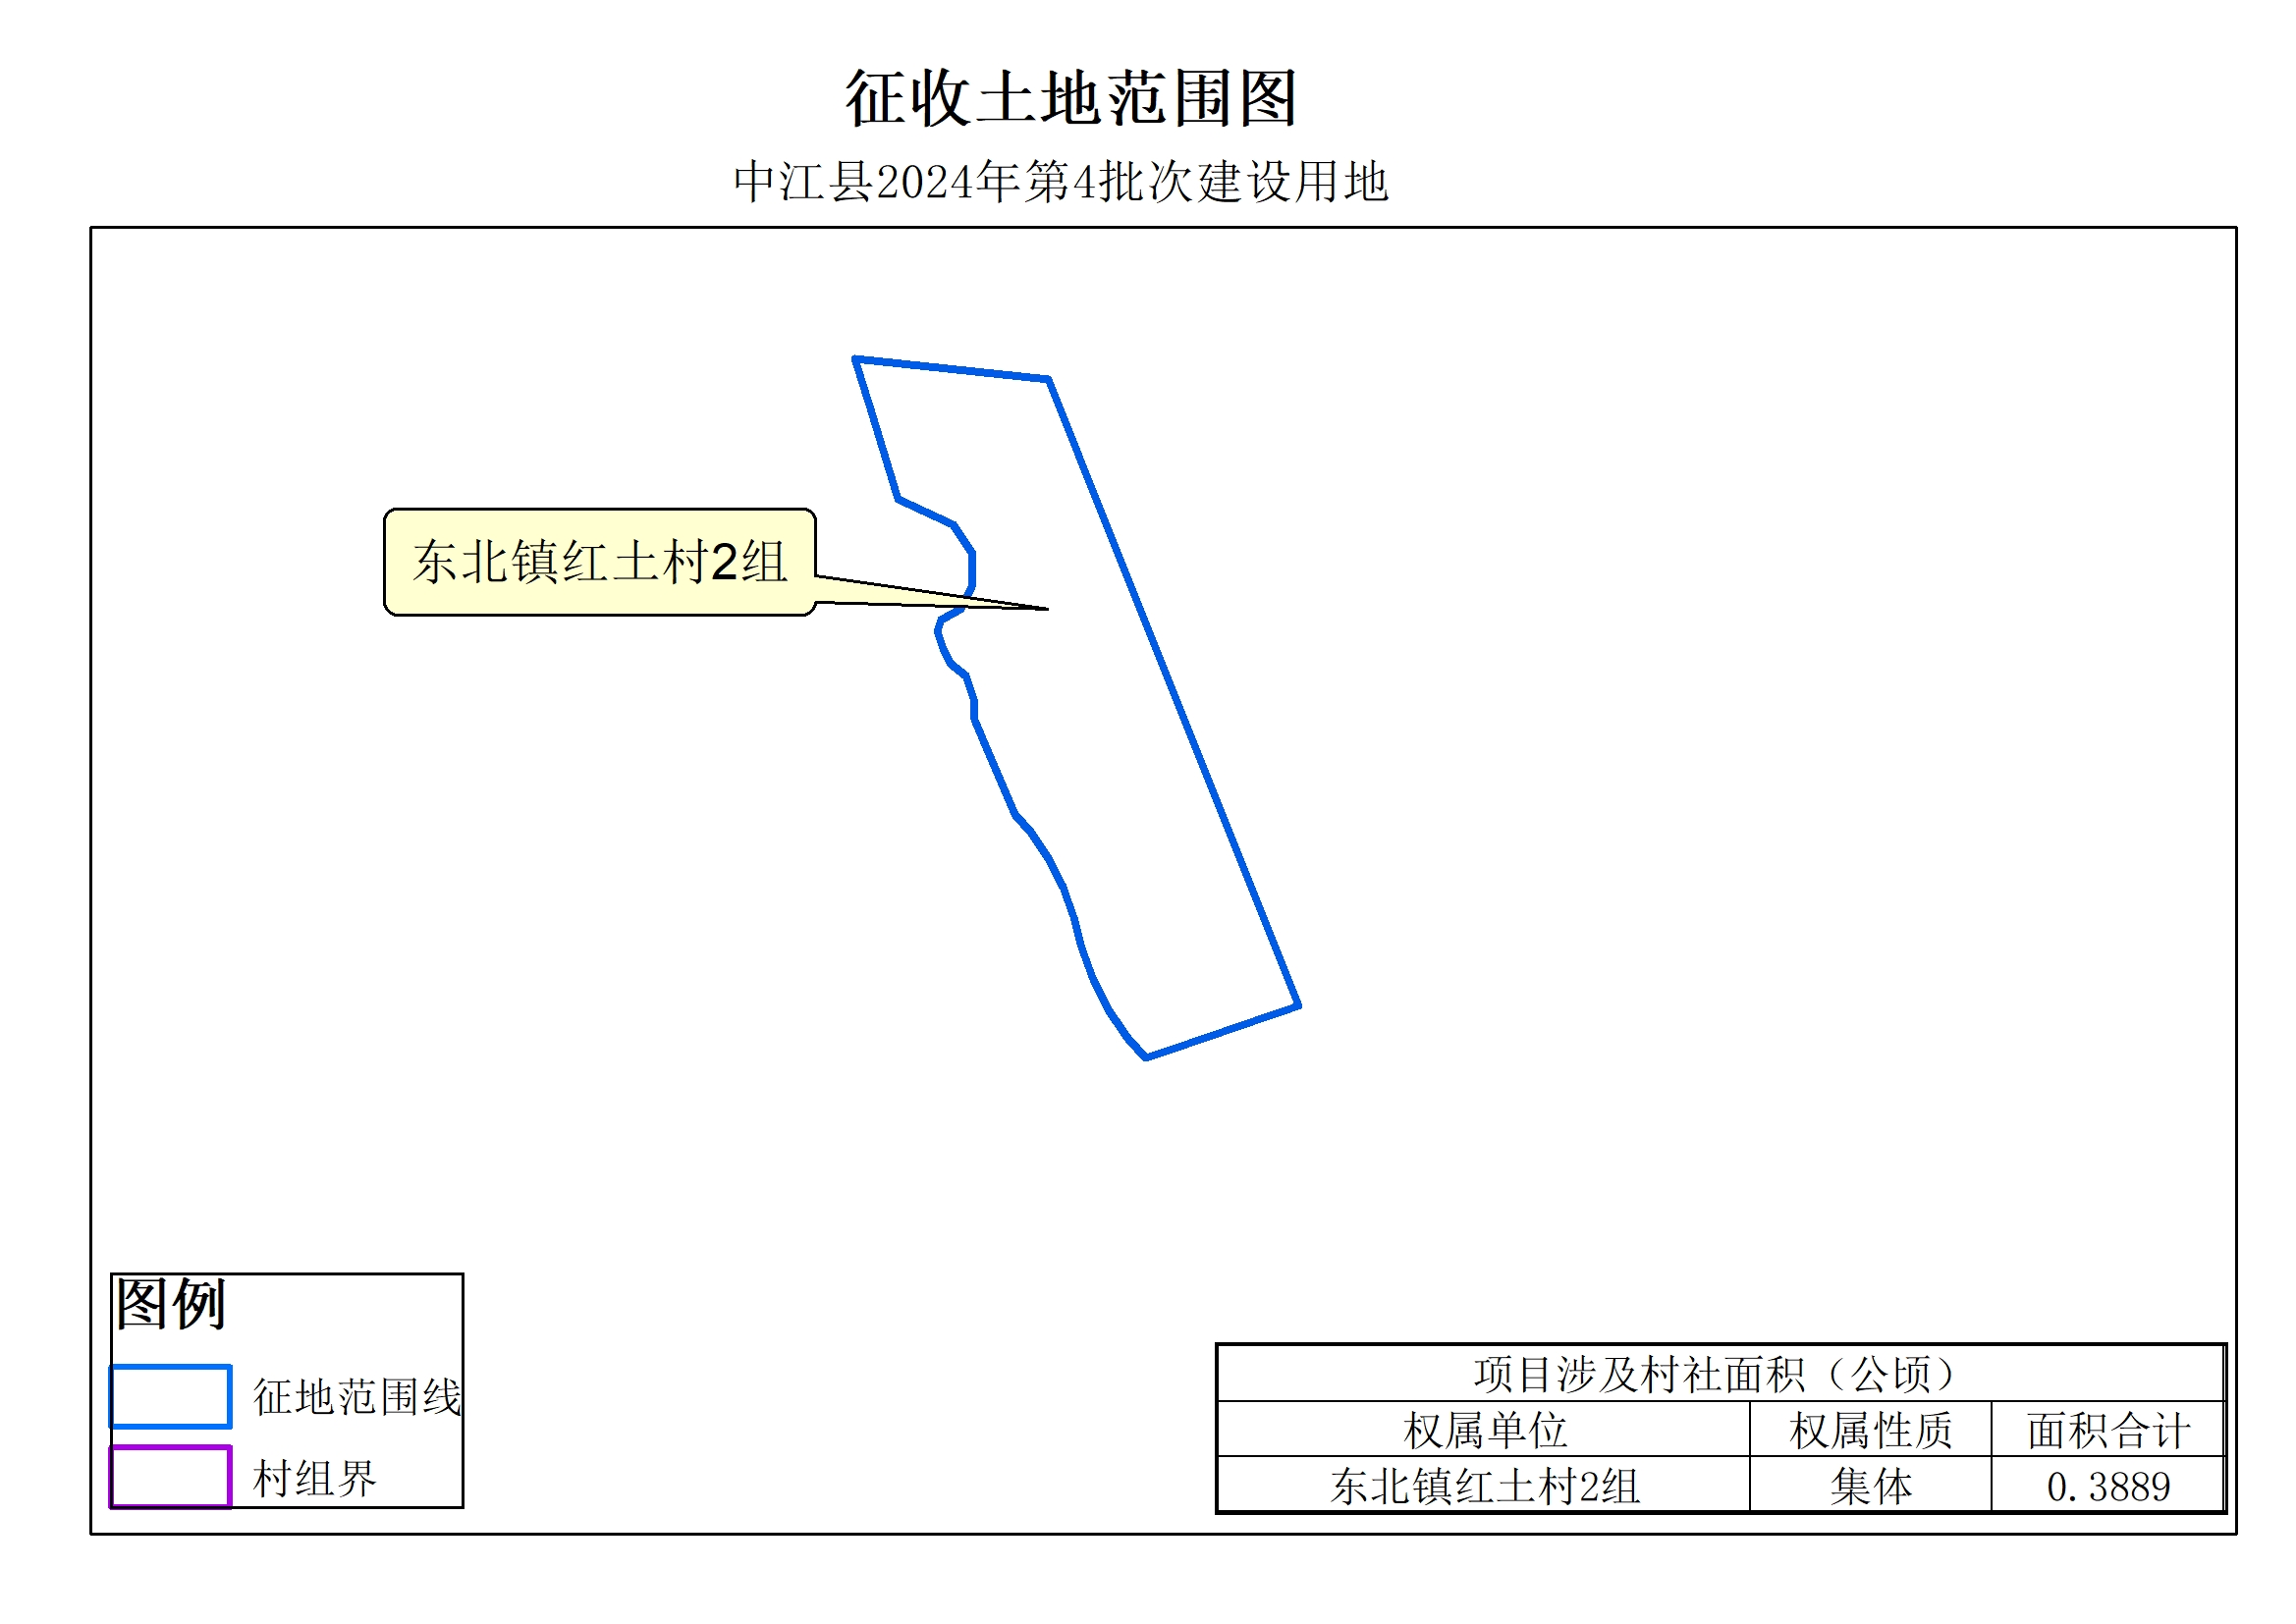 征收土地范围图
中江县2024年第4批次建设用地
东北镇红土村2组
图例
征地范围线
村组界
项目涉及村社面积（公顷）
权属单位 权属性质 面积合计
东北镇红土村2组 集体 0.3889